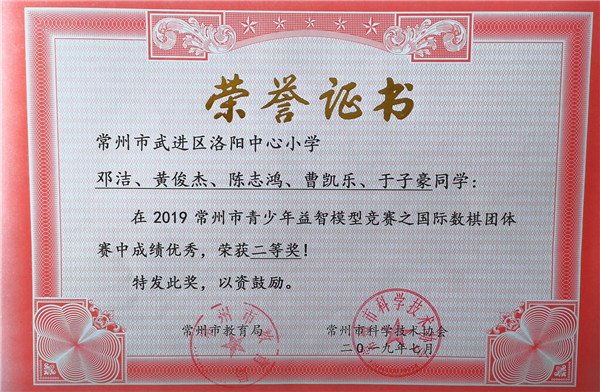 荣誉证书
常州市武进区洛阳中心小学
邓洁、黄俊杰、陈志鸿、曹凯乐、于子豪同学：
在2019常州市青少年益智模型竞赛之国际数棋团体
赛中成绩优秀，荣获二等奖！
特发此奖，以资鼓励。
常州市教育局 常州市科学技术协会
二〇一九年七月